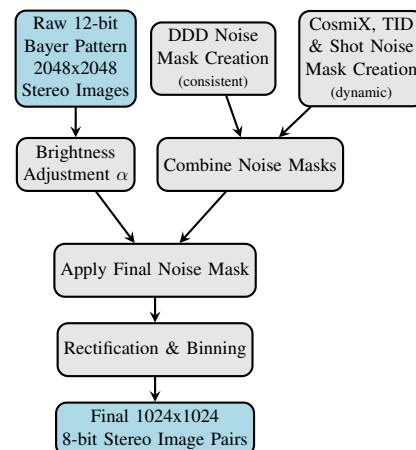 Raw 12-bit
Bayer Pattern
2048x2048
Stereo Images
DDD Noise
Mask Creation
(consistent)
CosmiX, TID
& Shot Noise
Mask Creation
(dynamic)
Brightness
Adjustment α
Combine Noise Masks
Apply Final Noise Mask
Rectification & Binning
Final 1024x1024
8-bit Stereo Image Pairs